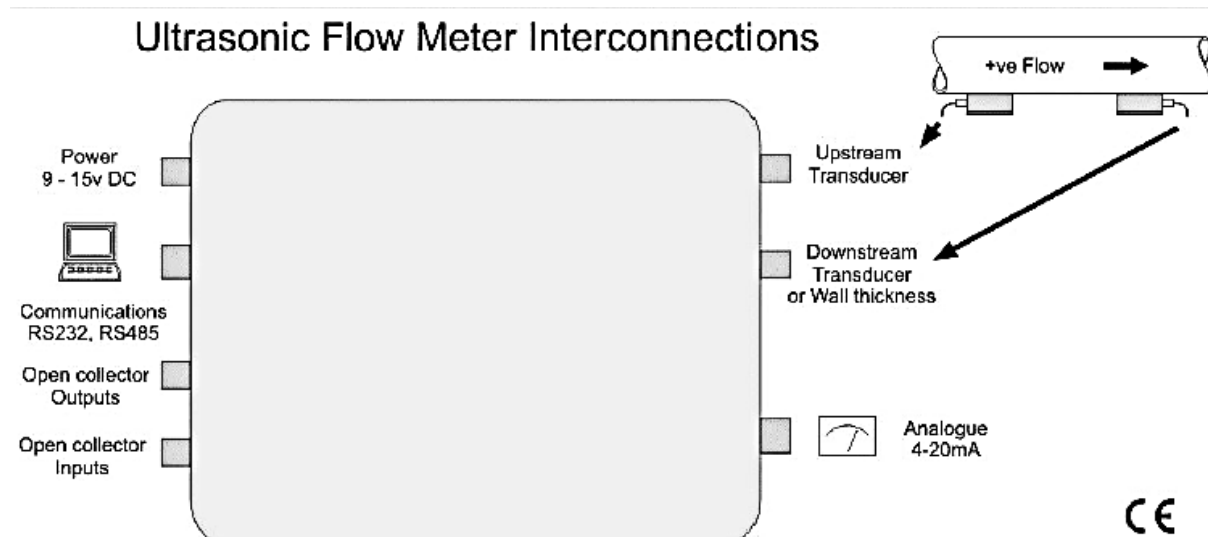 Ultrasonic Flow Meter Interconnections
+ve Flow
Power
9 - 15v DC
Upstream
Transducer
Downstream
Transducer
or Wall thickness
Communications
RS232, RS485
Open collector
Outputs
Open collector
Inputs
Analogue
4-20mA
CE